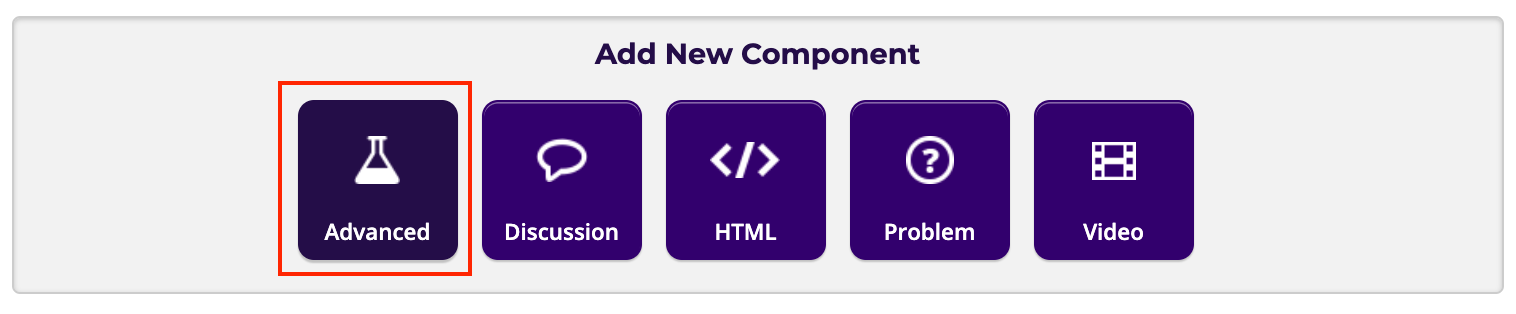 Add New Component
Advanced
Discussion
HTML
Problem
Video